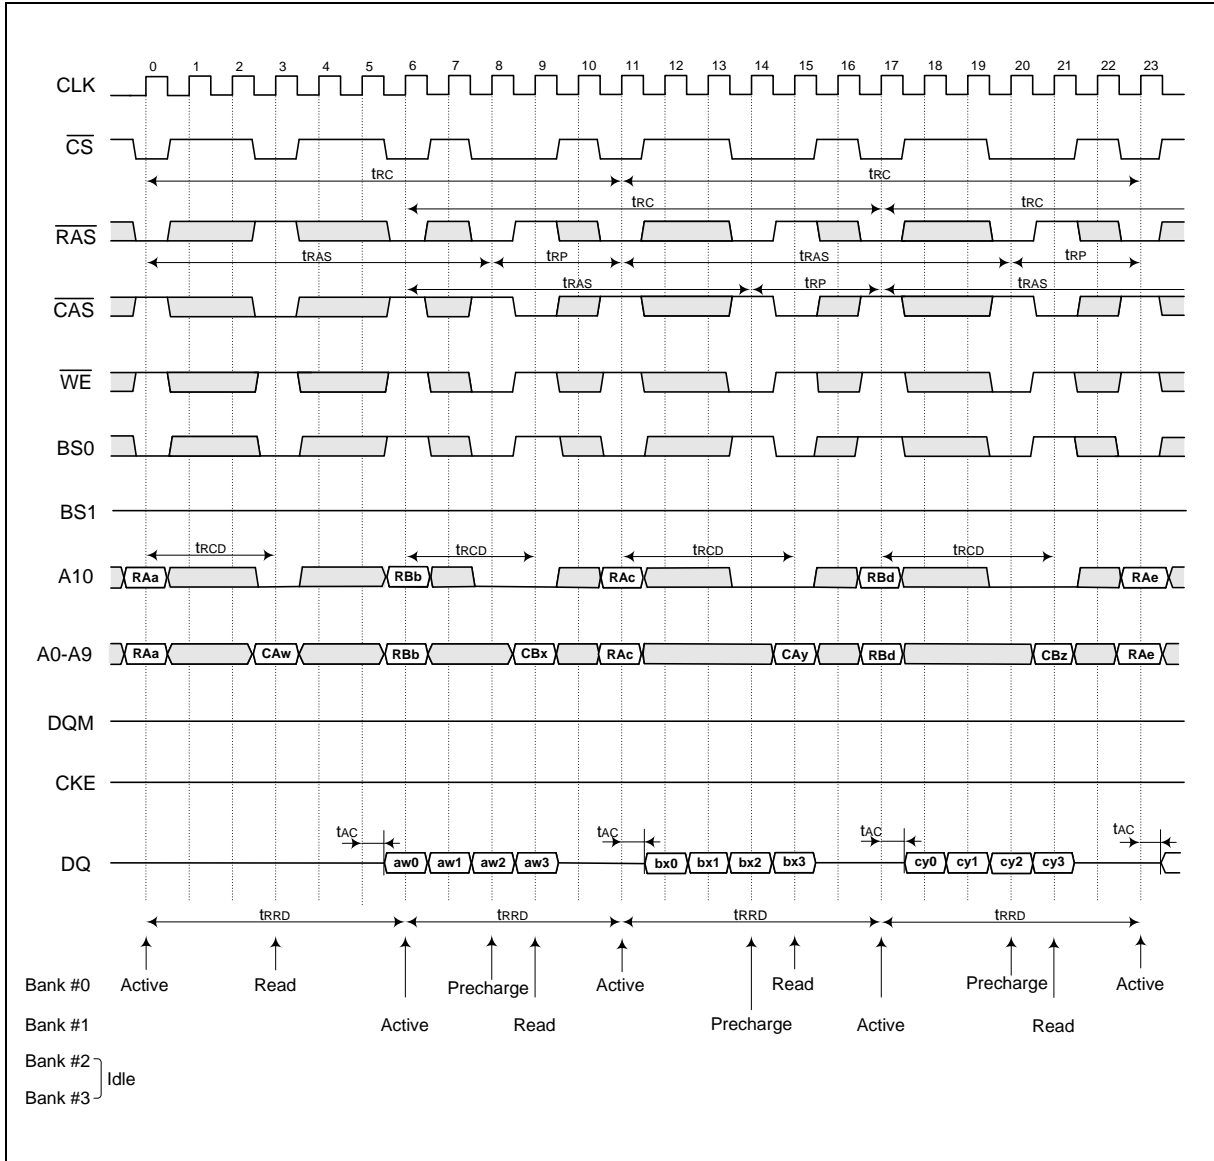 0 1 2 3 4 5 6 7 8 9 10 11 12 13 14 15 16 17 18 19 20 21 22 23
CLK
CS
tRC tRC
tRC tRC
RAS
tRAS tRP tRAS tRP
tRAS tRP tRAS
CAS
WE
BS0
BS1
tRCD tRCD tRCD tRCD
A10 RAa RBb RAc RBd RAe
A0-A9 RAa CAw RBb CBx RAc CAy RBd CBz RAe
DQM
CKE
tAC tAC tAC tAC
DQ aw0 aw1 aw2 aw3 bx0 bx1 bx2 bx3 cy0 cy1 cy2 cy3
tRRD tRRD tRRD tRRD
Bank #0 Active Read Precharge Active Read Precharge Active
Bank #1 Active Read Precharge Active Read
Bank #2
Idle
Bank #3